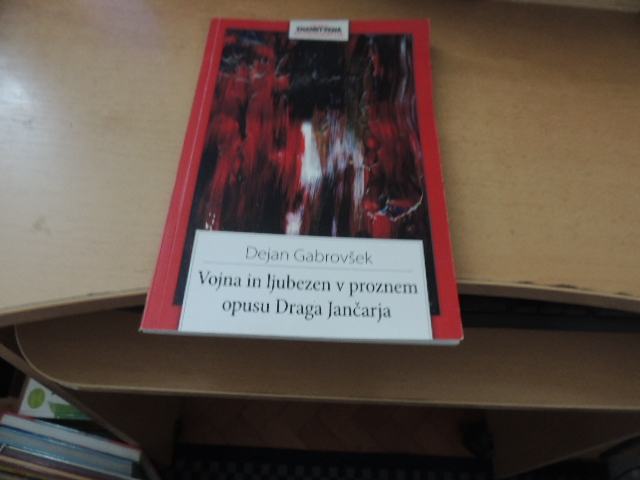 Dejan Gabrovšek
Vojna in ljubezen v proznem
opusu Draga Jančarja